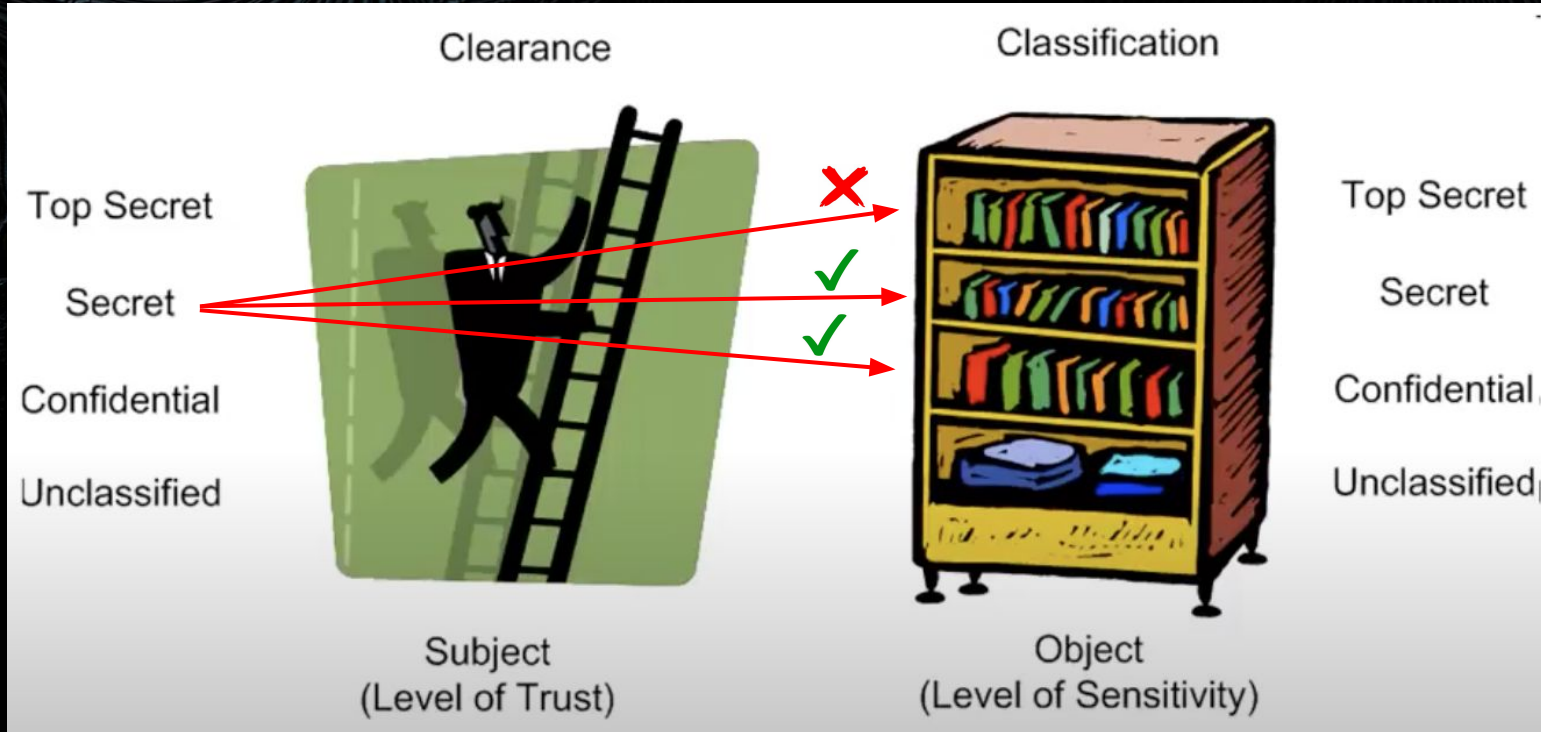 Clearance
Classification
Top Secret
Secret
Confidential
Unclassified
Top Secret
Secret
Confidential
Unclassified
Subject
(Level of Trust)
Object
(Level of Sensitivity)